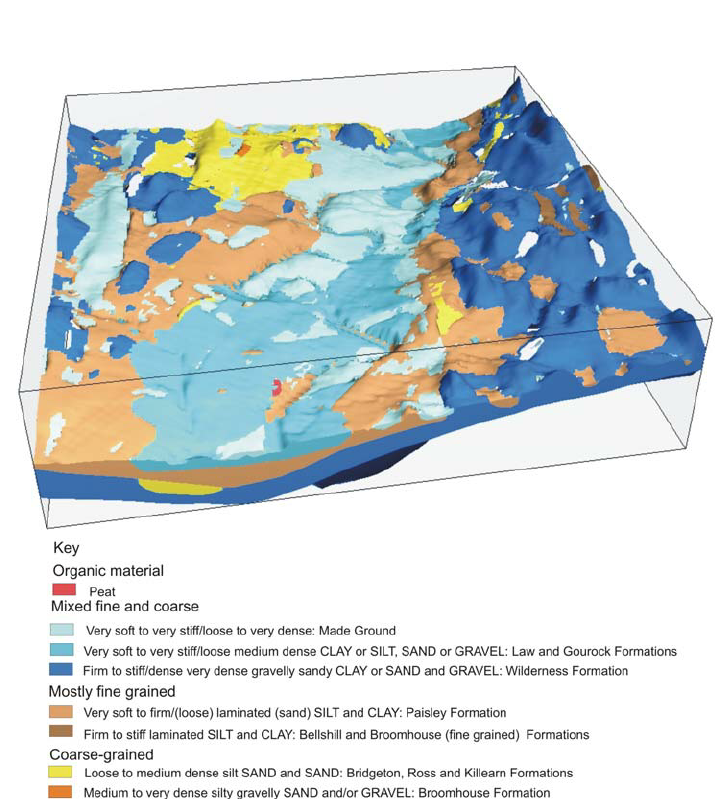 Key
Organic material
Peat
Mixed fine and coarse
Very soft to very stiff/loose to very dense: Made Ground
Very soft to very stiff/loose medium dense CLAY or SILT, SAND or GRAVEL: Law and Gourock Formations
Firm to stiff/dense very dense gravelly sandy CLAY or SAND and GRAVEL: Wilderness Formation
Mostly fine grained
Very soft to firm/(loose) laminated (sand) SILT and CLAY: Paisley Formation
Firm to stiff laminated SILT and CLAY: Bellshill and Broomhouse (fine grained) Formations
Coarse-grained
Loose to medium dense silt SAND and SAND: Bridgeton, Ross and Killearn Formations
Medium to very dense silty gravelly SAND and/or GRAVEL: Broomhouse Formation